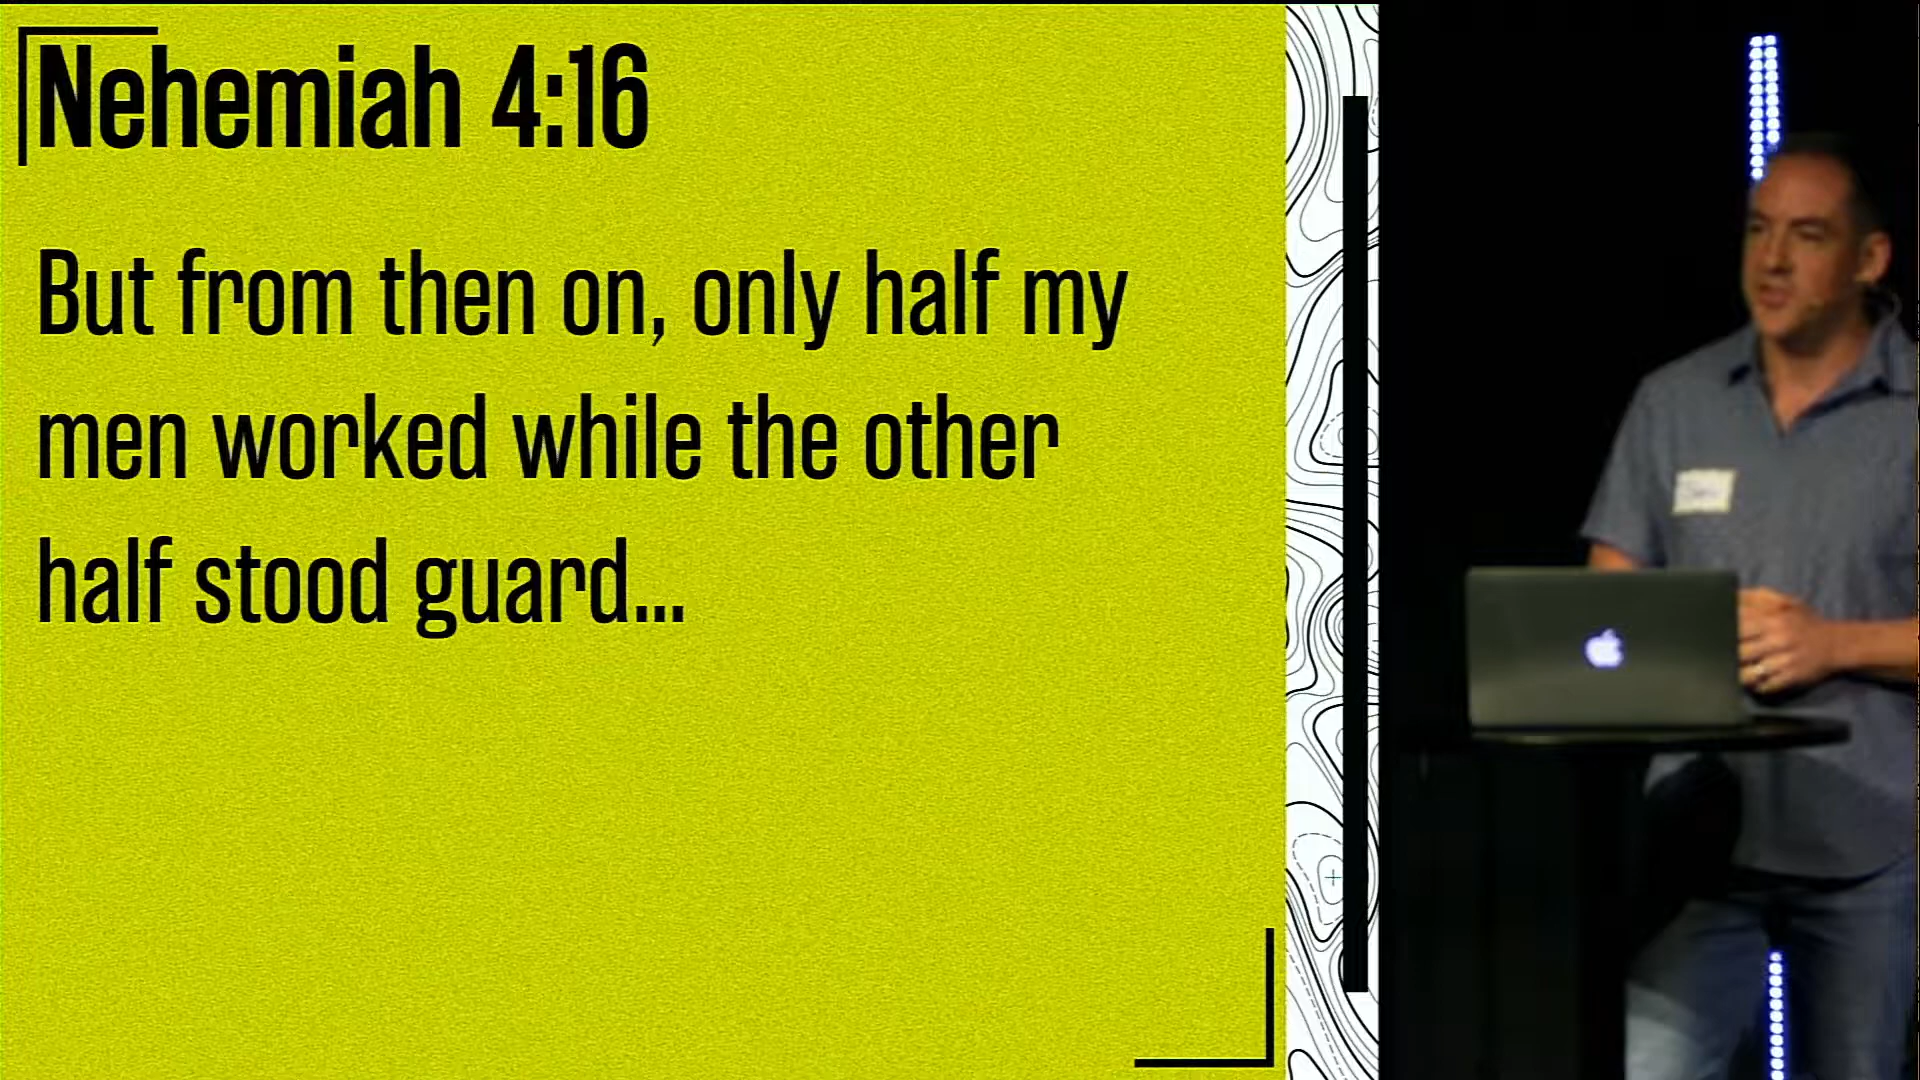 Nehemiah 4:16
But from then on, only half my
men worked while the other
half stood guard...